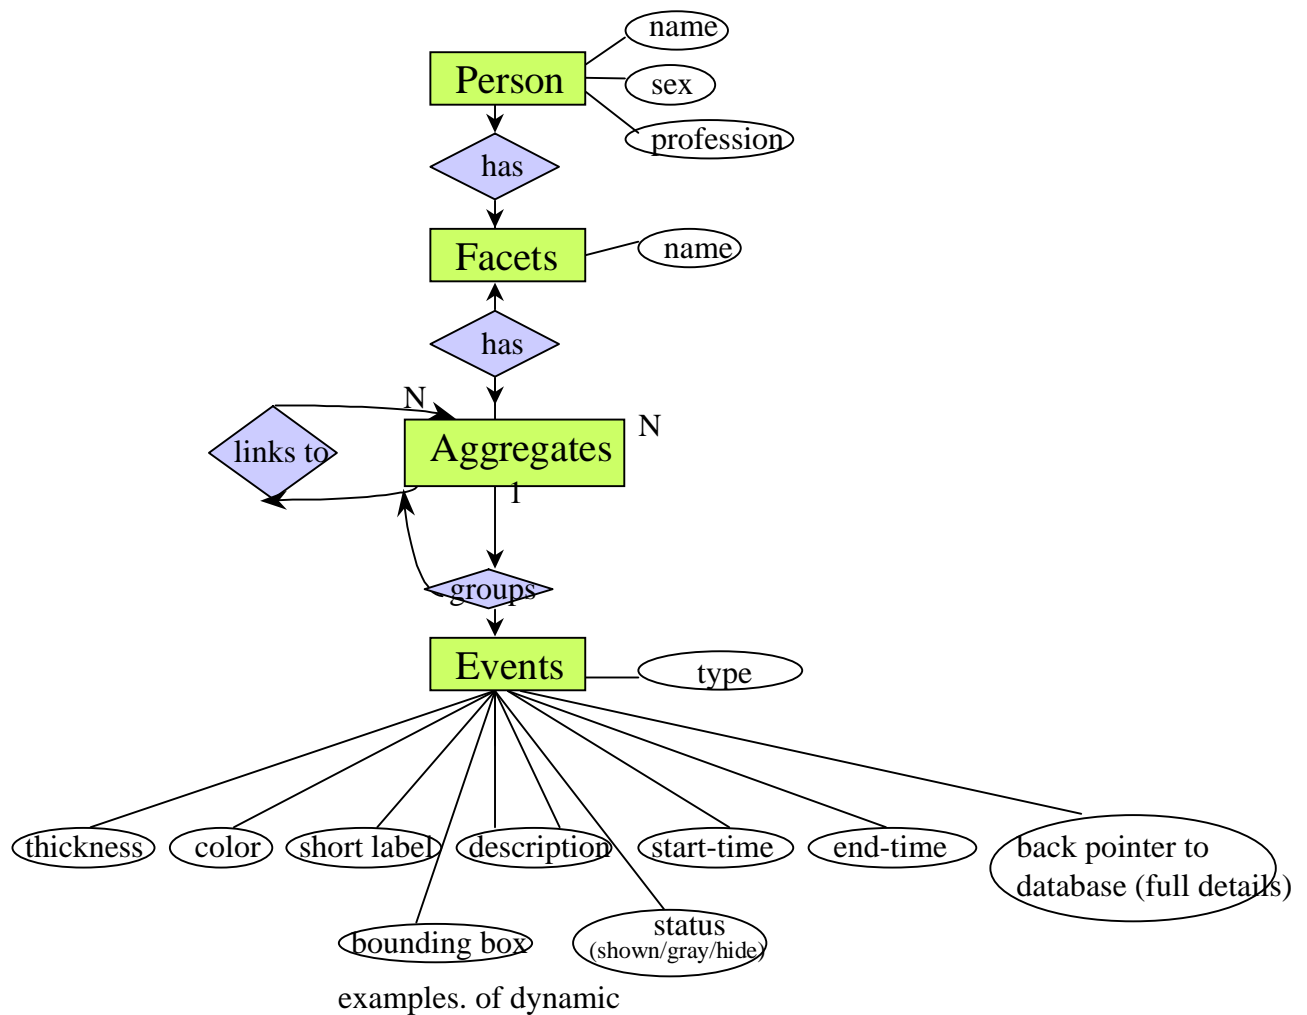 name
Person
sex
profession
has
Facets
name
has
N
N
links to
Aggregates
1
groups
Events
type
thickness
color
short label
description
start-time
end-time
back pointer to
database (full details)
bounding box
status
(shown/gray/hide)
examples. of dynamic